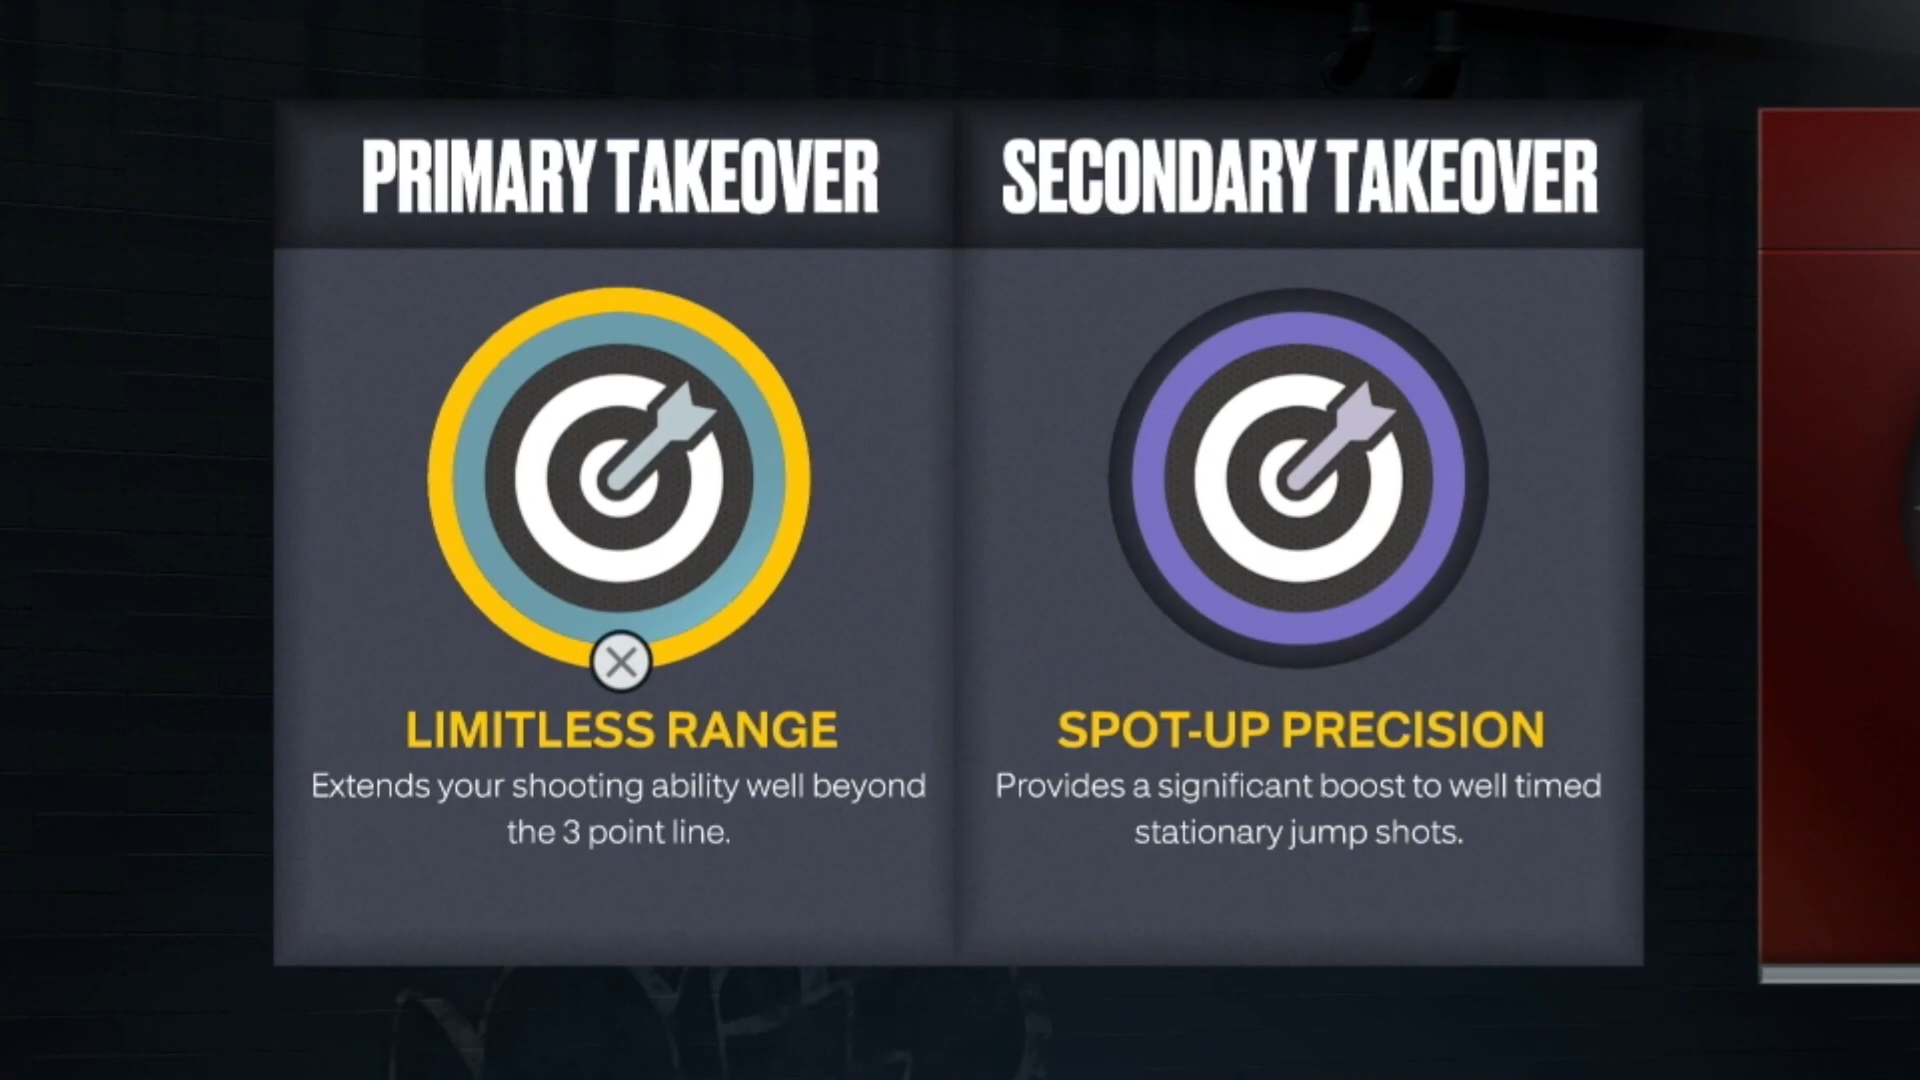 PRIMARY TAKEOVER
SECONDARY TAKEOVER
LIMITLESS RANGE
Extends your shooting ability well beyond
the 3 point line.
SPOT-UP PRECISION
Provides a significant boost to well timed
stationary jump shots.